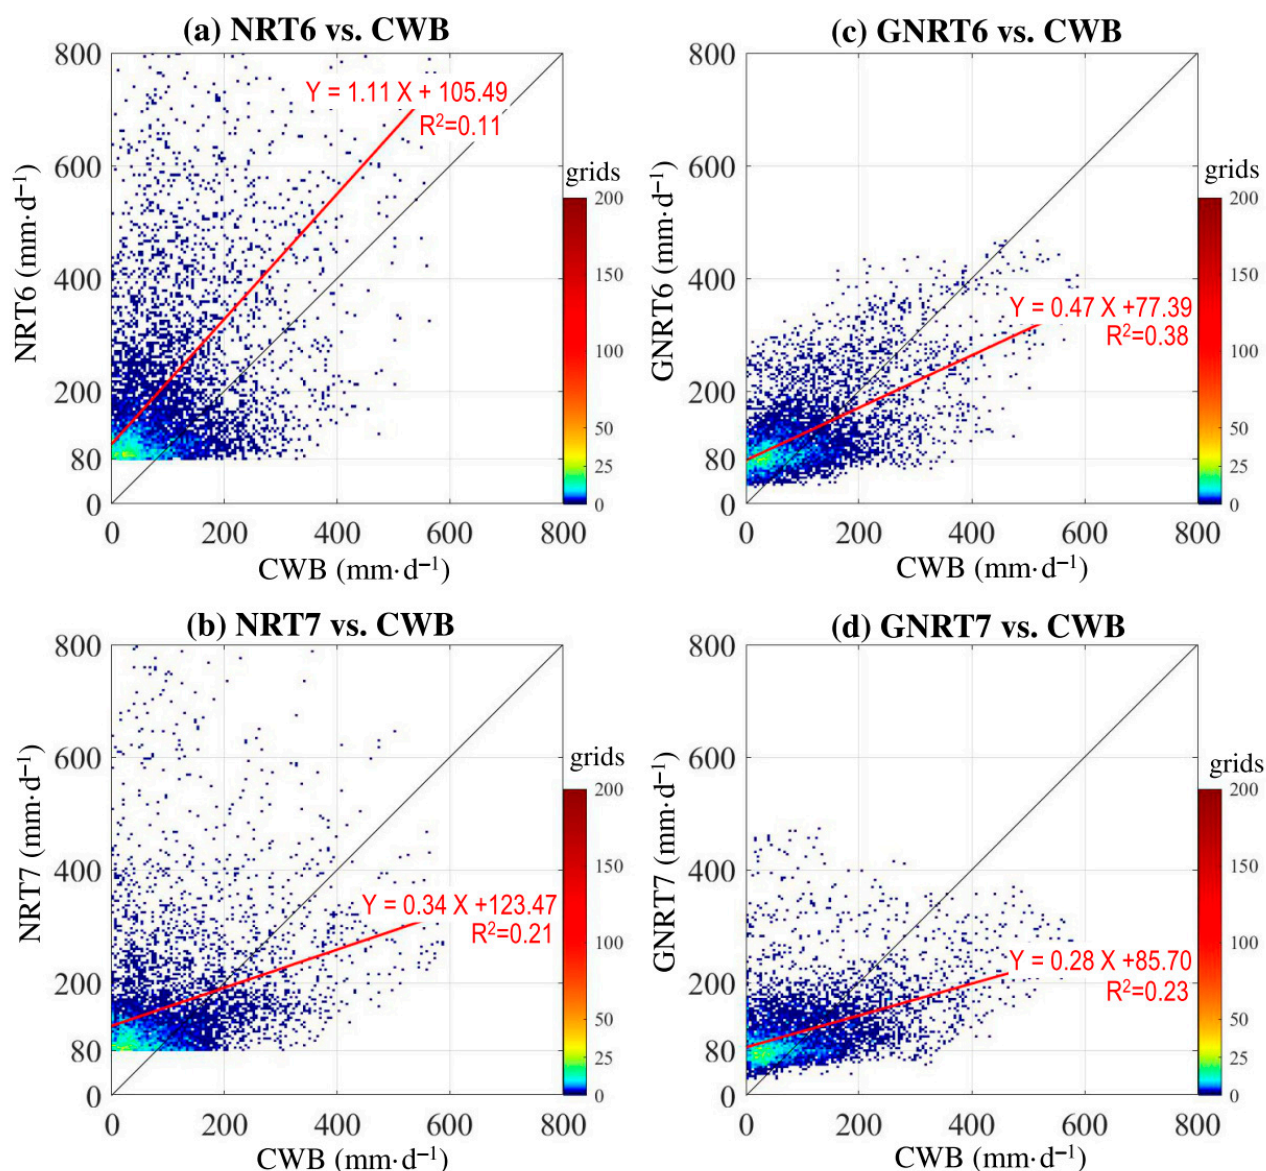 (a) NRT6 vs. CWB
800
600
400
200
80
0
NRT6 (mm·d⁻¹)
Y = 1.11 X + 105.49
R²=0.11
grids
200
150
100
50
25
0
0 200 400 600 800
CWB (mm·d⁻¹)
(c) GNRT6 vs. CWB
800
600
400
200
80
0
GNRT6 (mm·d⁻¹)
Y = 0.47 X +77.39
R²=0.38
grids
200
150
100
50
25
0
0 200 400 600 800
CWB (mm·d⁻¹)
(b) NRT7 vs. CWB
800
600
400
200
80
0
NRT7 (mm·d⁻¹)
Y = 0.34 X +123.47
R²=0.21
grids
200
150
100
50
25
0
0 200 400 600 800
CWB (mm·d⁻¹)
(d) GNRT7 vs. CWB
800
600
400
200
80
0
GNRT7 (mm·d⁻¹)
Y = 0.28 X +85.70
R²=0.23
grids
200
150
100
50
25
0
0 200 400 600 800
CWB (mm·d⁻¹)